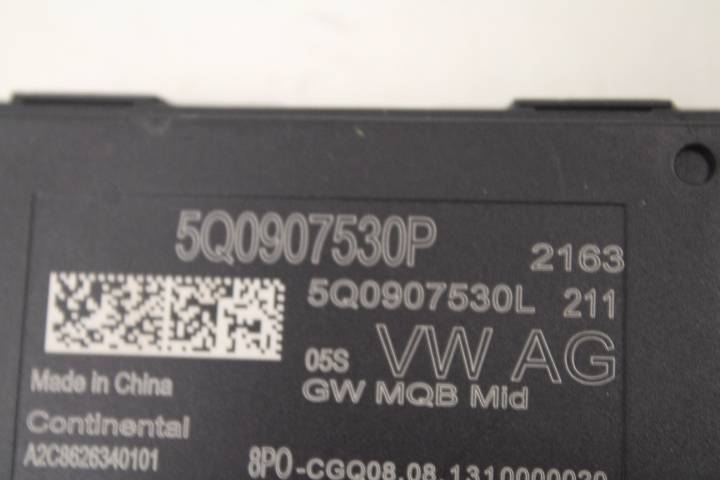 5Q0907530P
2163
5Q0907530L 211
05S VW AG
Made in China
GW MQB Mid
Continental
A2C8626340101
8P0-CGQ08.08.1310000020